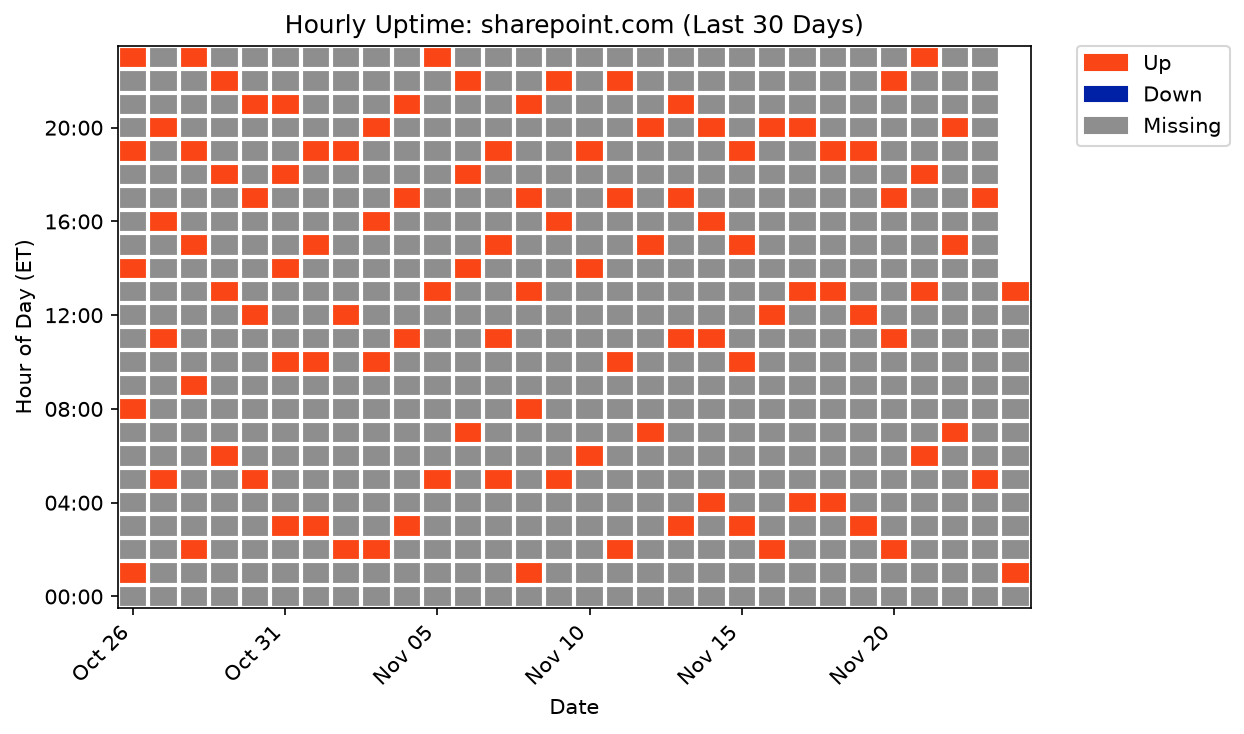 Hourly Uptime: sharepoint.com (Last 30 Days)
Up
Down
Missing
Hour of Day (ET)
20:00
16:00
12:00
08:00
04:00
00:00
Oct 26
Oct 31
Nov 05
Nov 10
Nov 15
Nov 20
Date